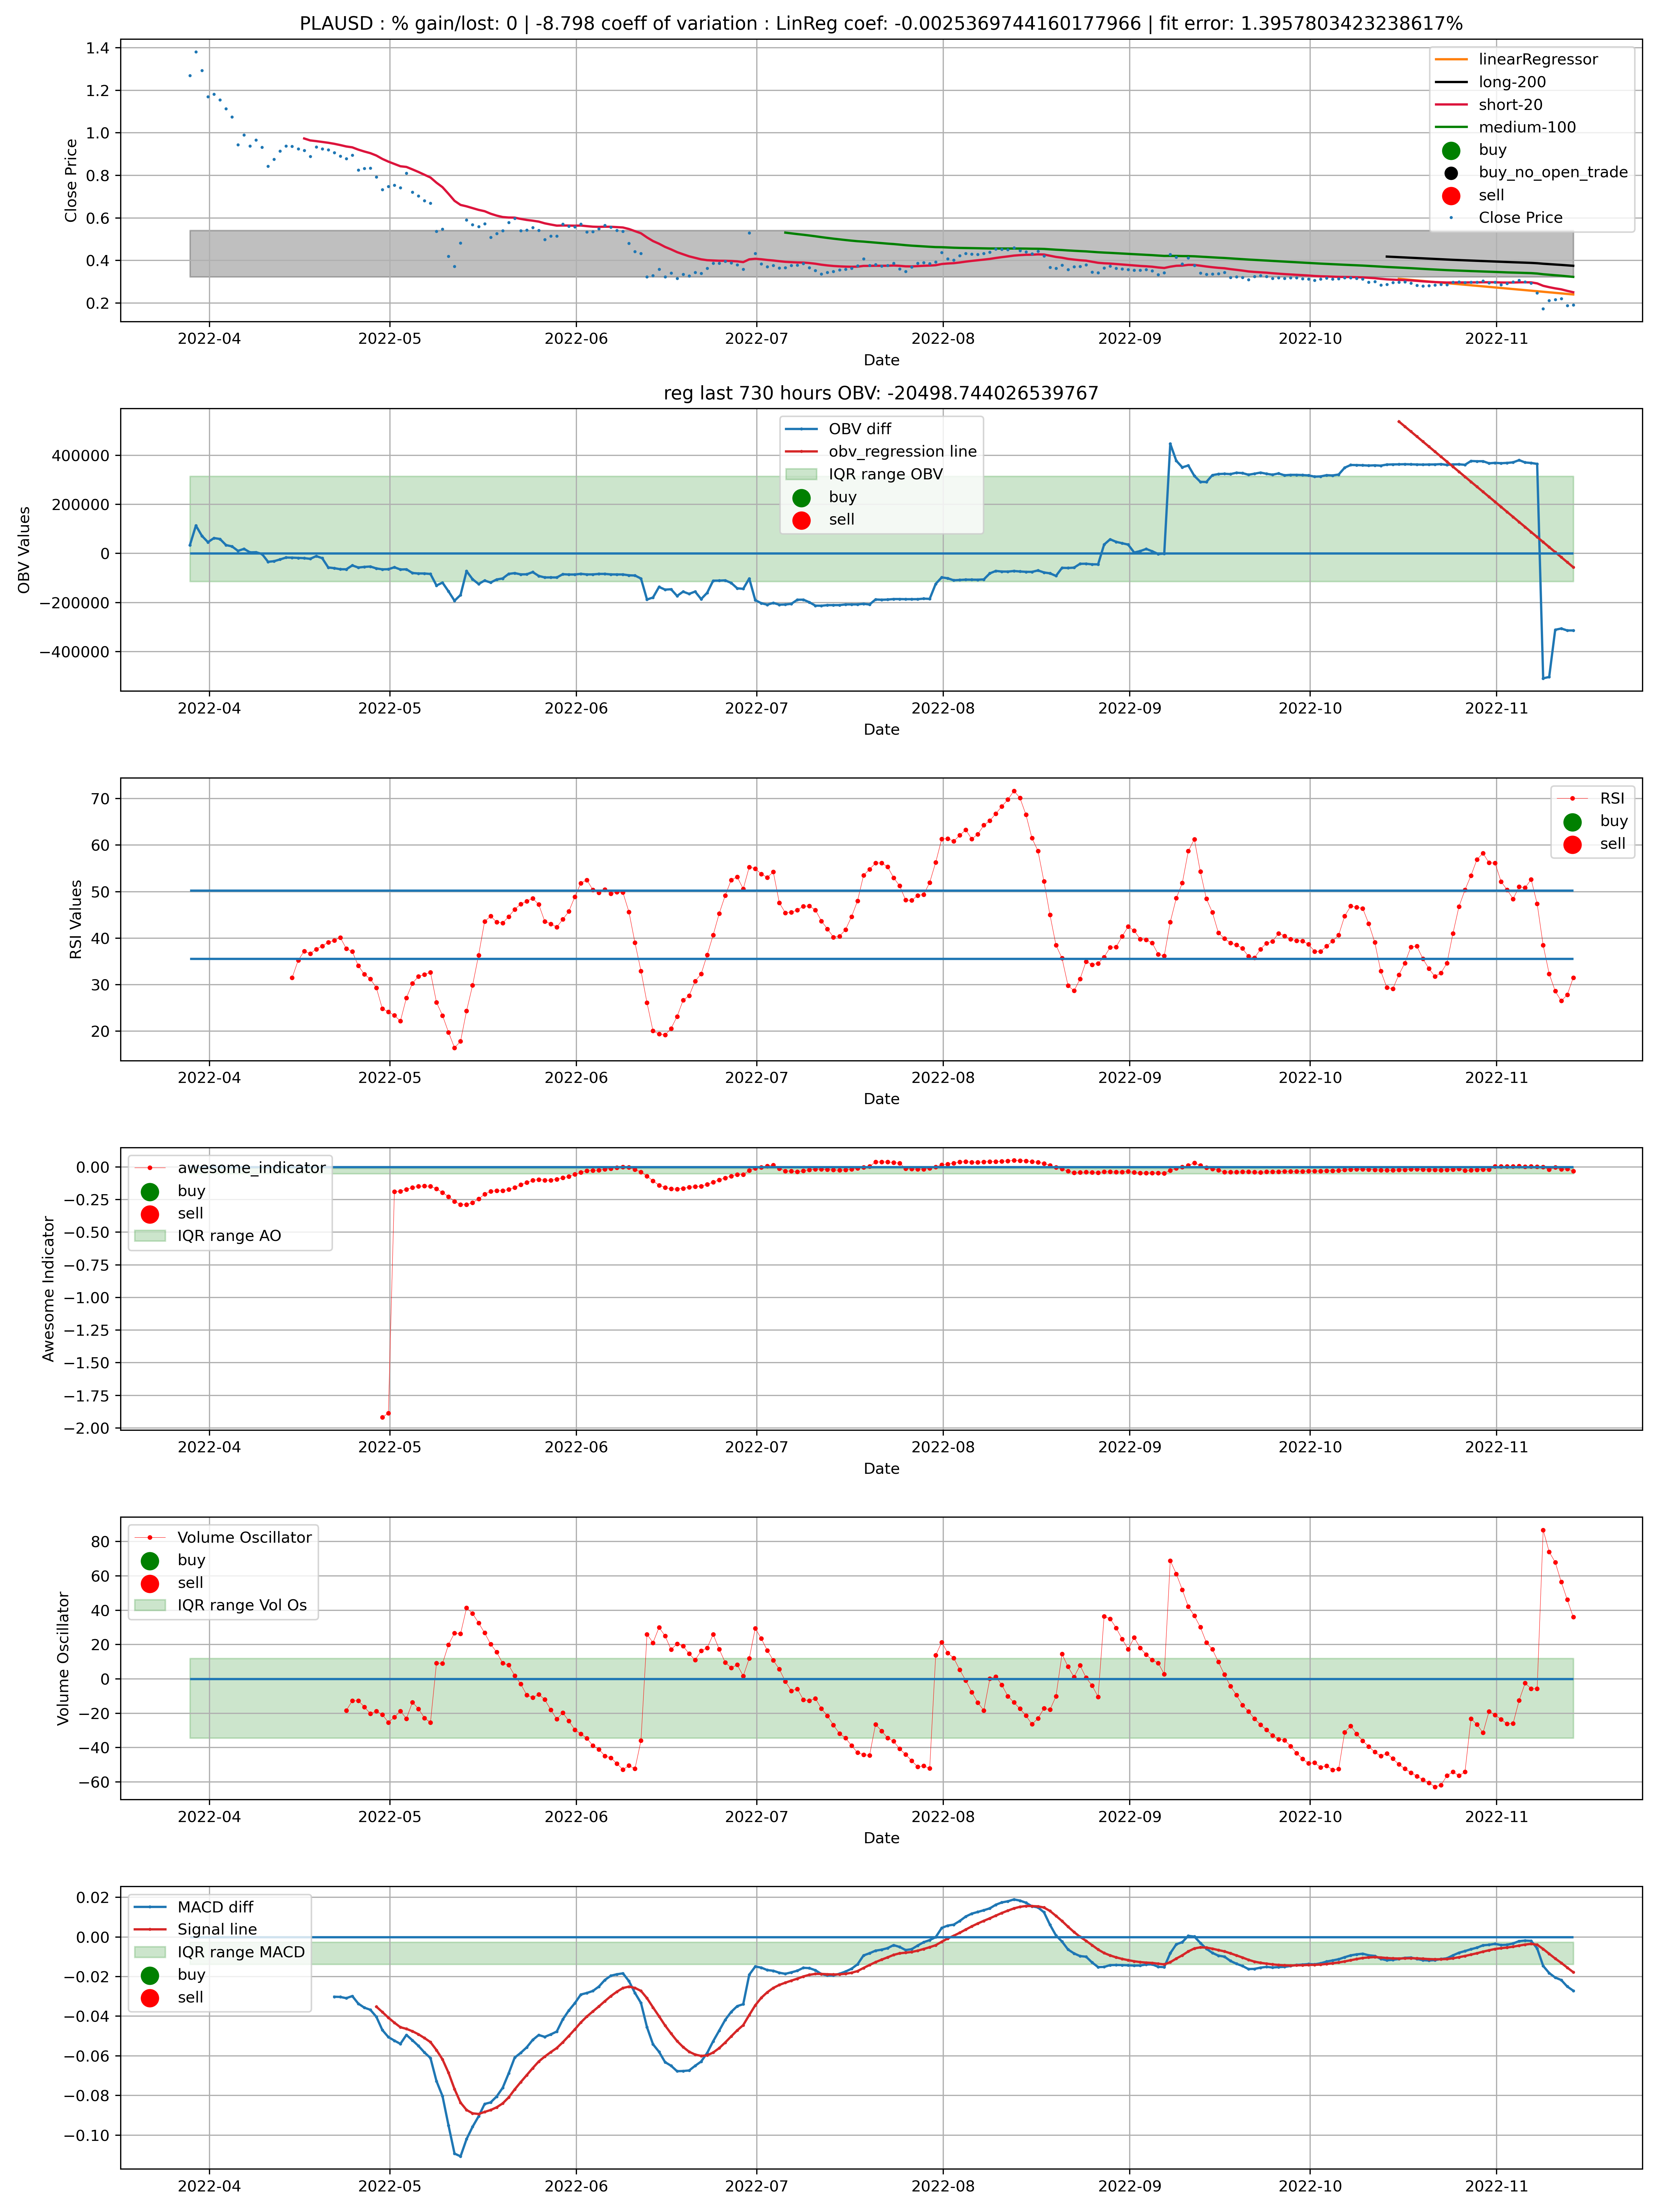 PLAUSD : % gain/lost: 0 | -8.798 coeff of variation : LinReg coef: -0.0025369744160177966 | fit error: 1.3957803423238617%
1.4
1.2
1.0
0.8
0.6
0.4
0.2
Close Price
linearRegressor
long-200
short-20
medium-100
buy
buy_no_open_trade
sell
Close Price
2022-04 2022-05 2022-06 2022-07 2022-08 2022-09 2022-10 2022-11
Date
reg last 730 hours OBV: -20498.744026539767
400000
200000
0
−200000
−400000
OBV Values
OBV diff
obv_regression line
IQR range OBV
buy
sell
2022-04 2022-05 2022-06 2022-07 2022-08 2022-09 2022-10 2022-11
Date
70
60
50
40
30
20
RSI Values
RSI
buy
sell
2022-04 2022-05 2022-06 2022-07 2022-08 2022-09 2022-10 2022-11
Date
0.00
−0.25
−0.50
−0.75
−1.00
−1.25
−1.50
−1.75
−2.00
Awesome Indicator
awesome_indicator
buy
sell
IQR range AO
2022-04 2022-05 2022-06 2022-07 2022-08 2022-09 2022-10 2022-11
Date
80
60
40
20
0
−20
−40
−60
Volume Oscillator
Volume Oscillator
buy
sell
IQR range Vol Os
2022-04 2022-05 2022-06 2022-07 2022-08 2022-09 2022-10 2022-11
Date
0.02
0.00
−0.02
−0.04
−0.06
−0.08
−0.10
MACD diff
Signal line
IQR range MACD
buy
sell
2022-04 2022-05 2022-06 2022-07 2022-08 2022-09 2022-10 2022-11